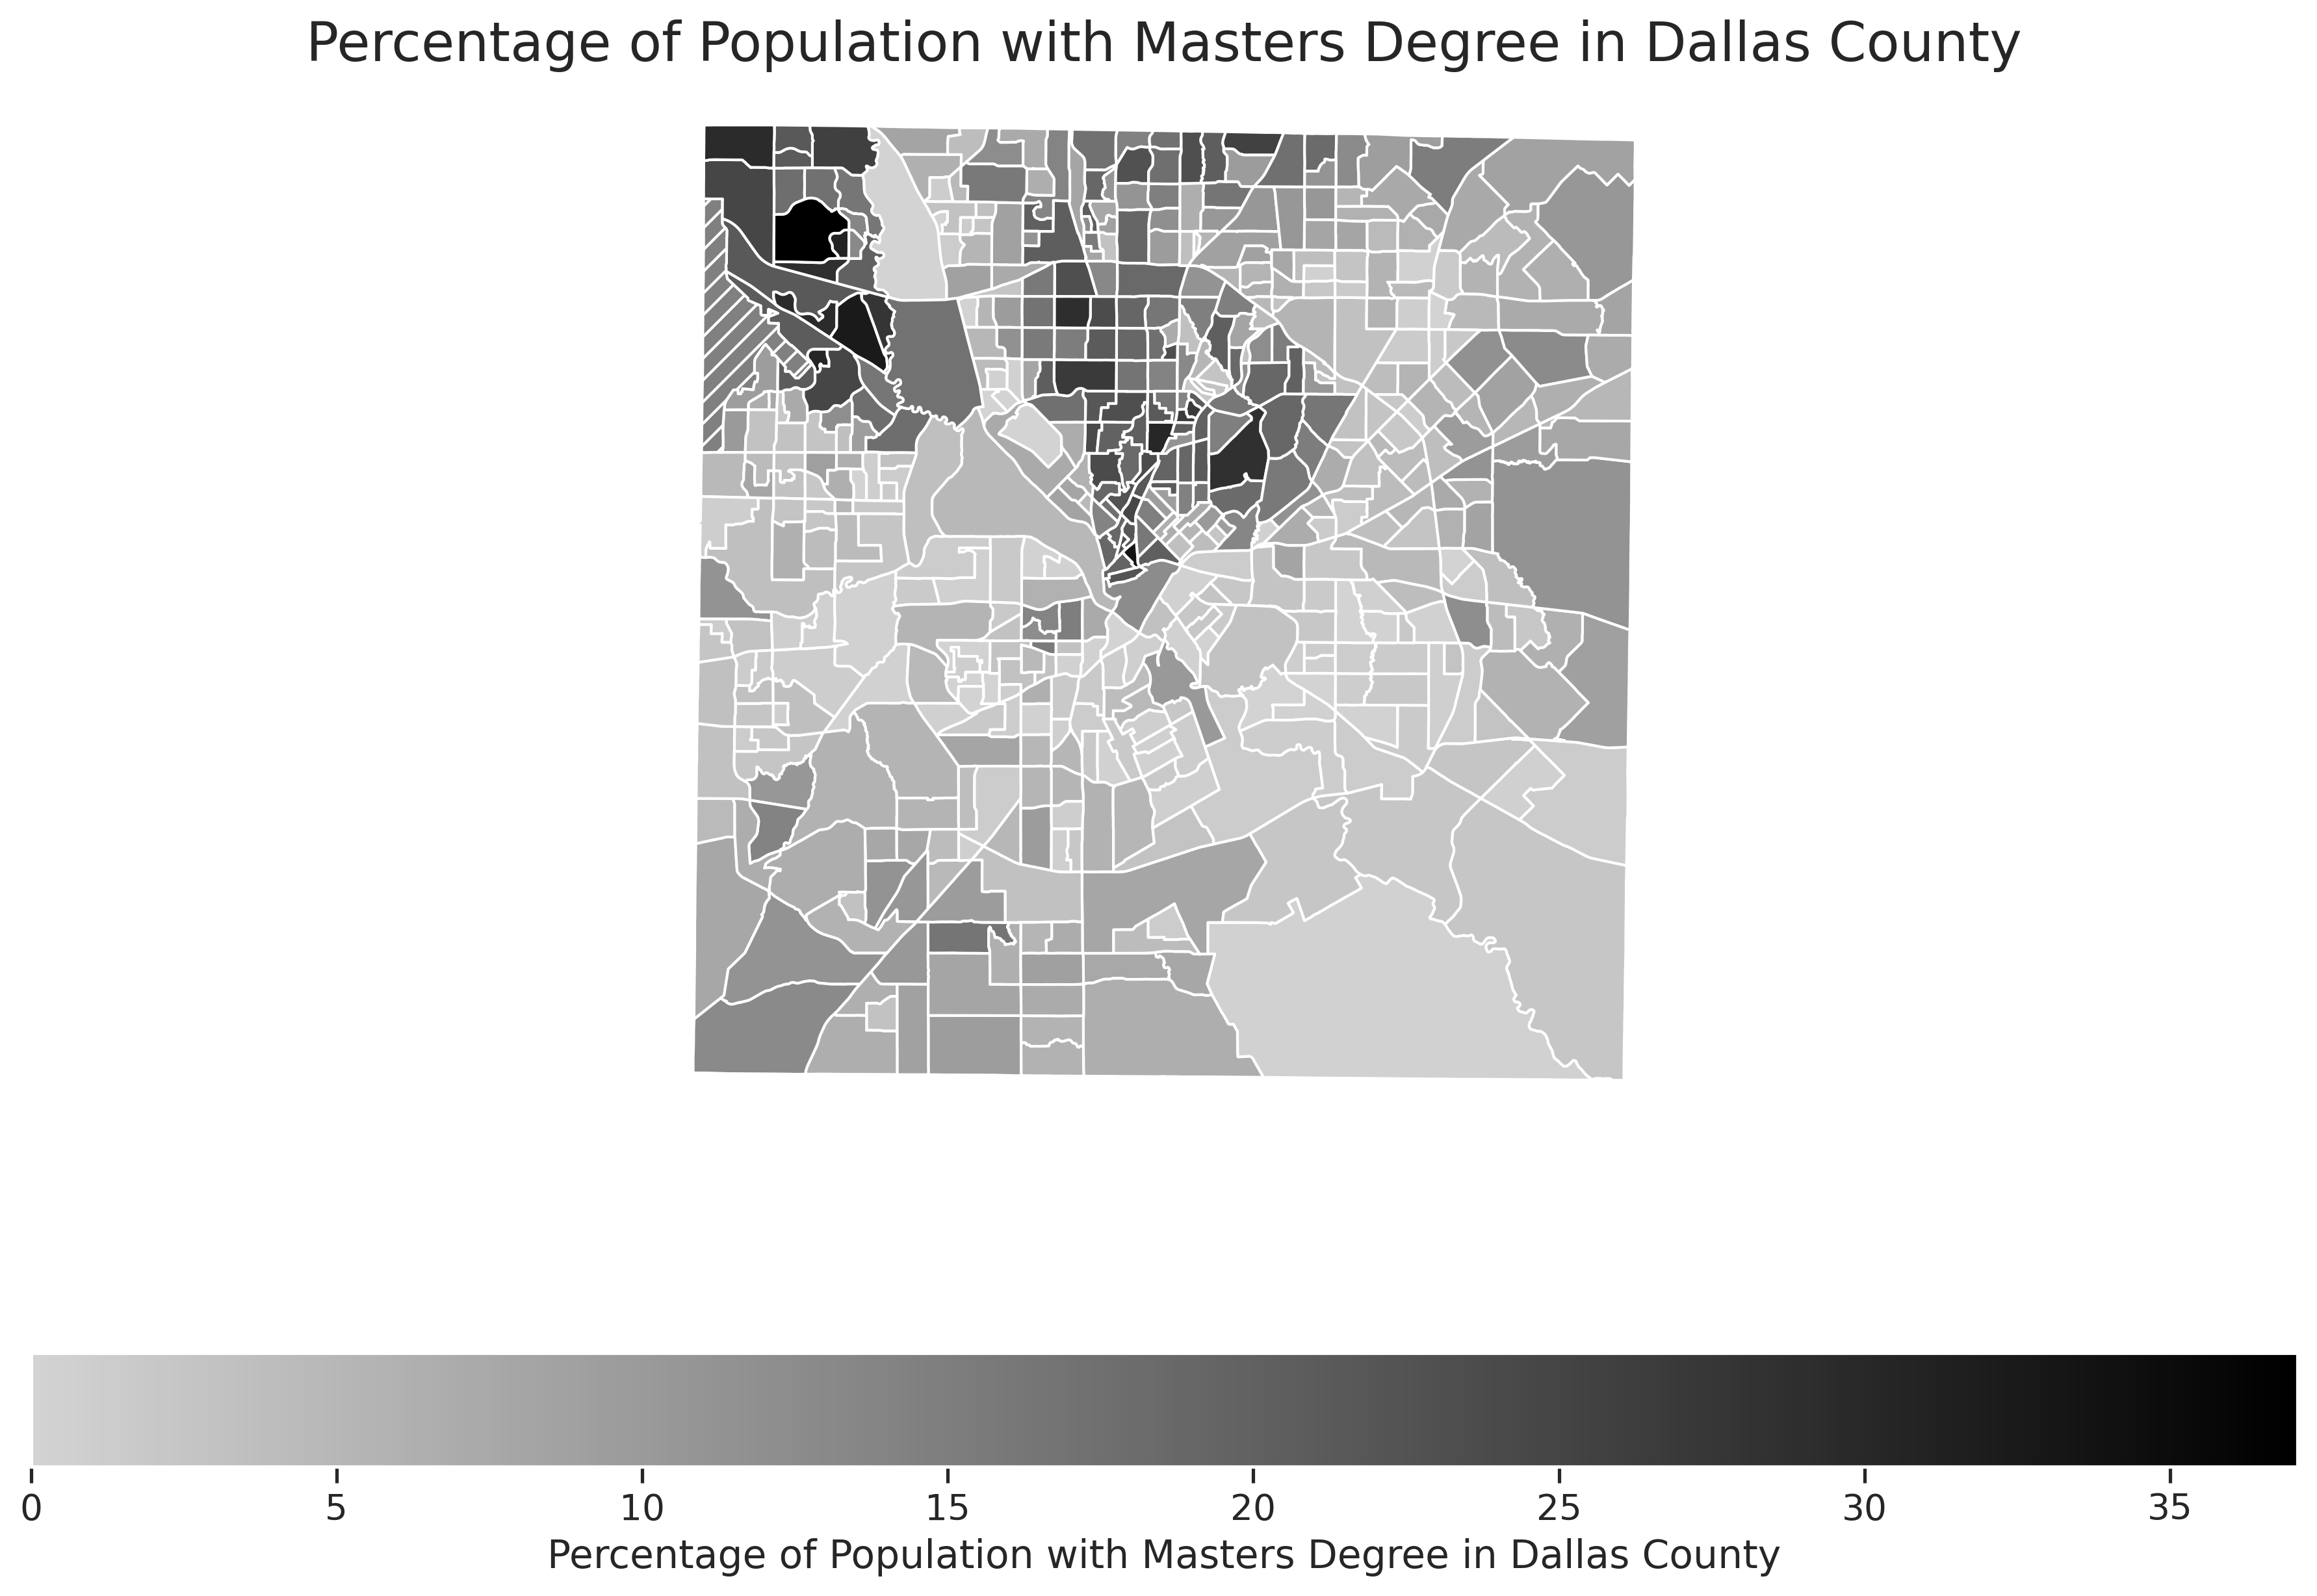 Percentage of Population with Masters Degree in Dallas County
0 5 10 15 20 25 30 35
Percentage of Population with Masters Degree in Dallas County